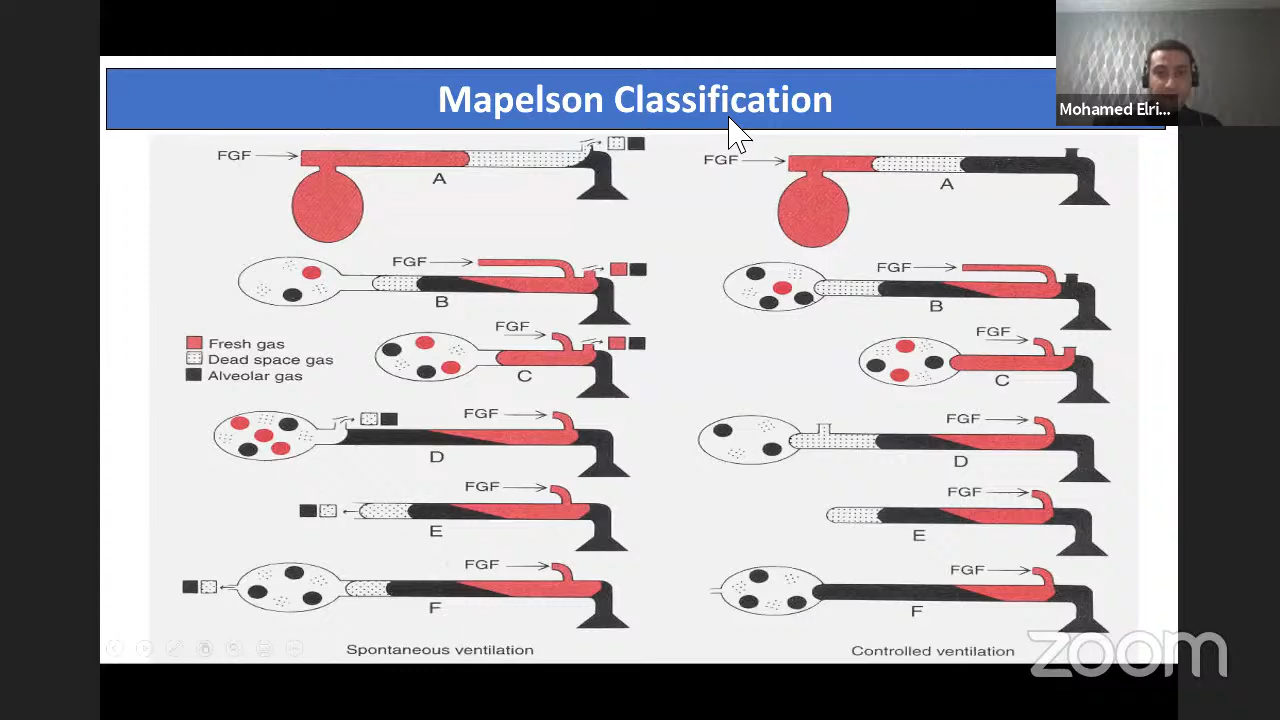 Mapelson Classification
Mohamed Elri...
FGF
A
FGF
A
FGF
B
FGF
B
Fresh gas
Dead space gas
Alveolar gas
FGF
C
FGF
C
FGF
D
FGF
D
FGF
E
FGF
E
FGF
F
FGF
F
Spontaneous ventilation
Controlled ventilation
zoom